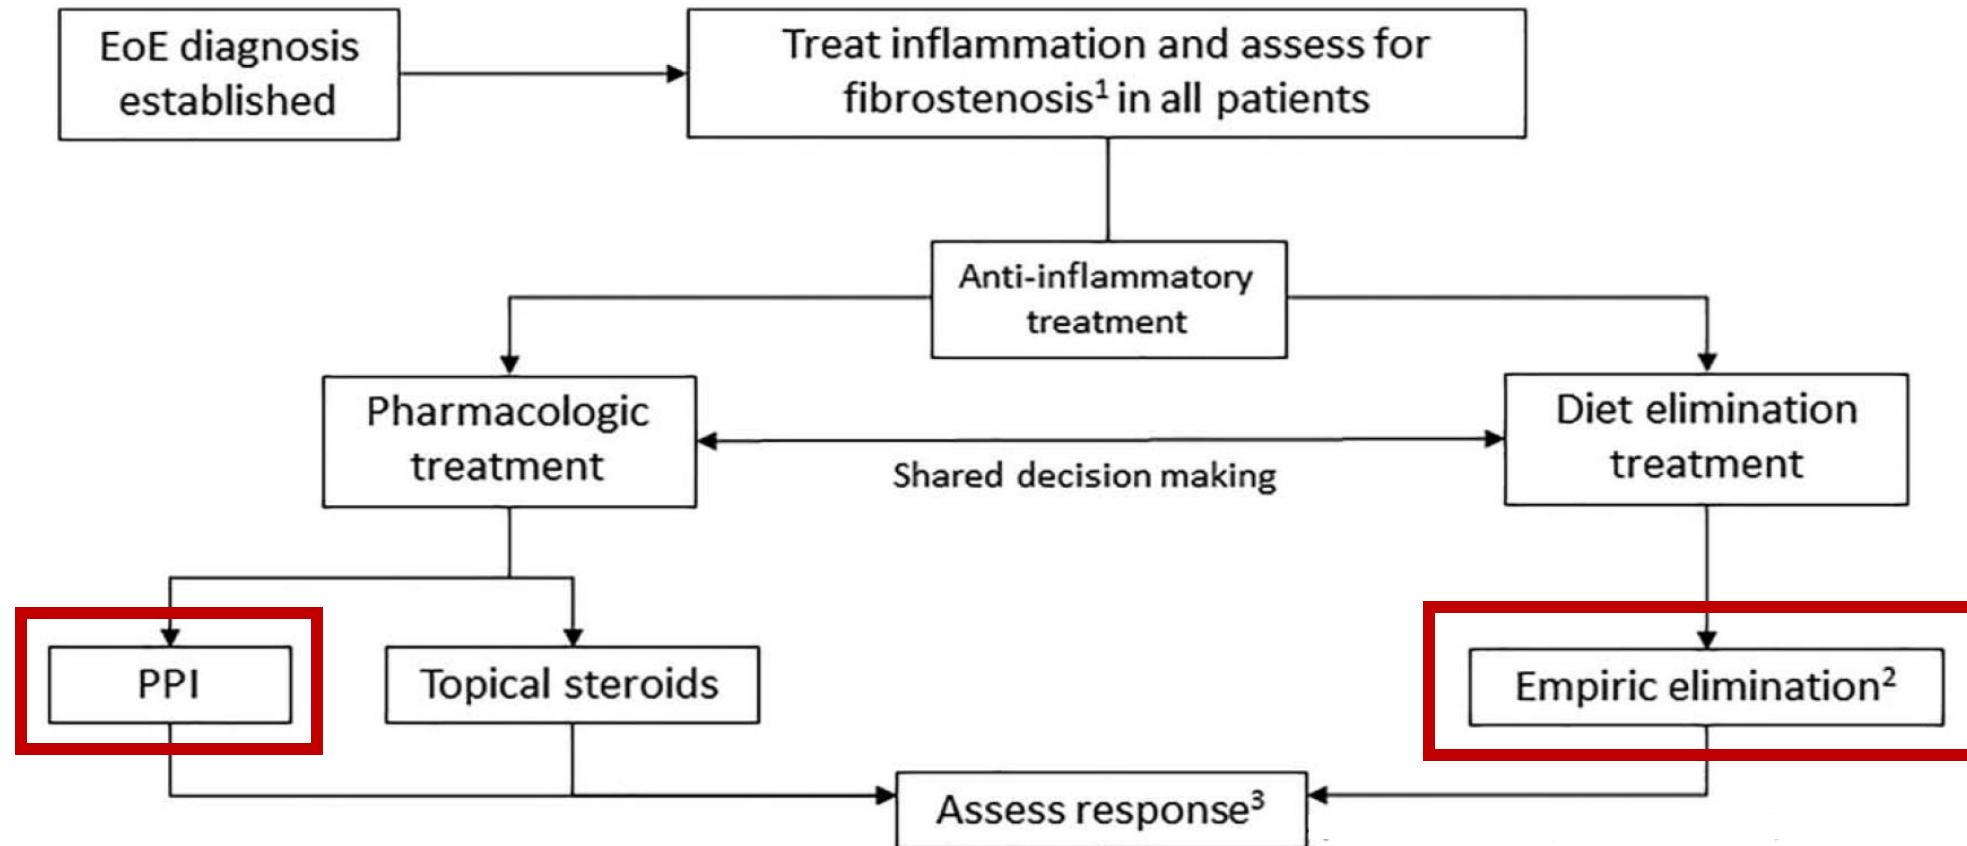 EoE diagnosis
established
Treat inflammation and assess for
fibrostenosis¹ in all patients
Anti-inflammatory
treatment
Pharmacologic
treatment
Shared decision making
Diet elimination
treatment
PPI
Topical steroids
Empiric elimination²
Assess response³